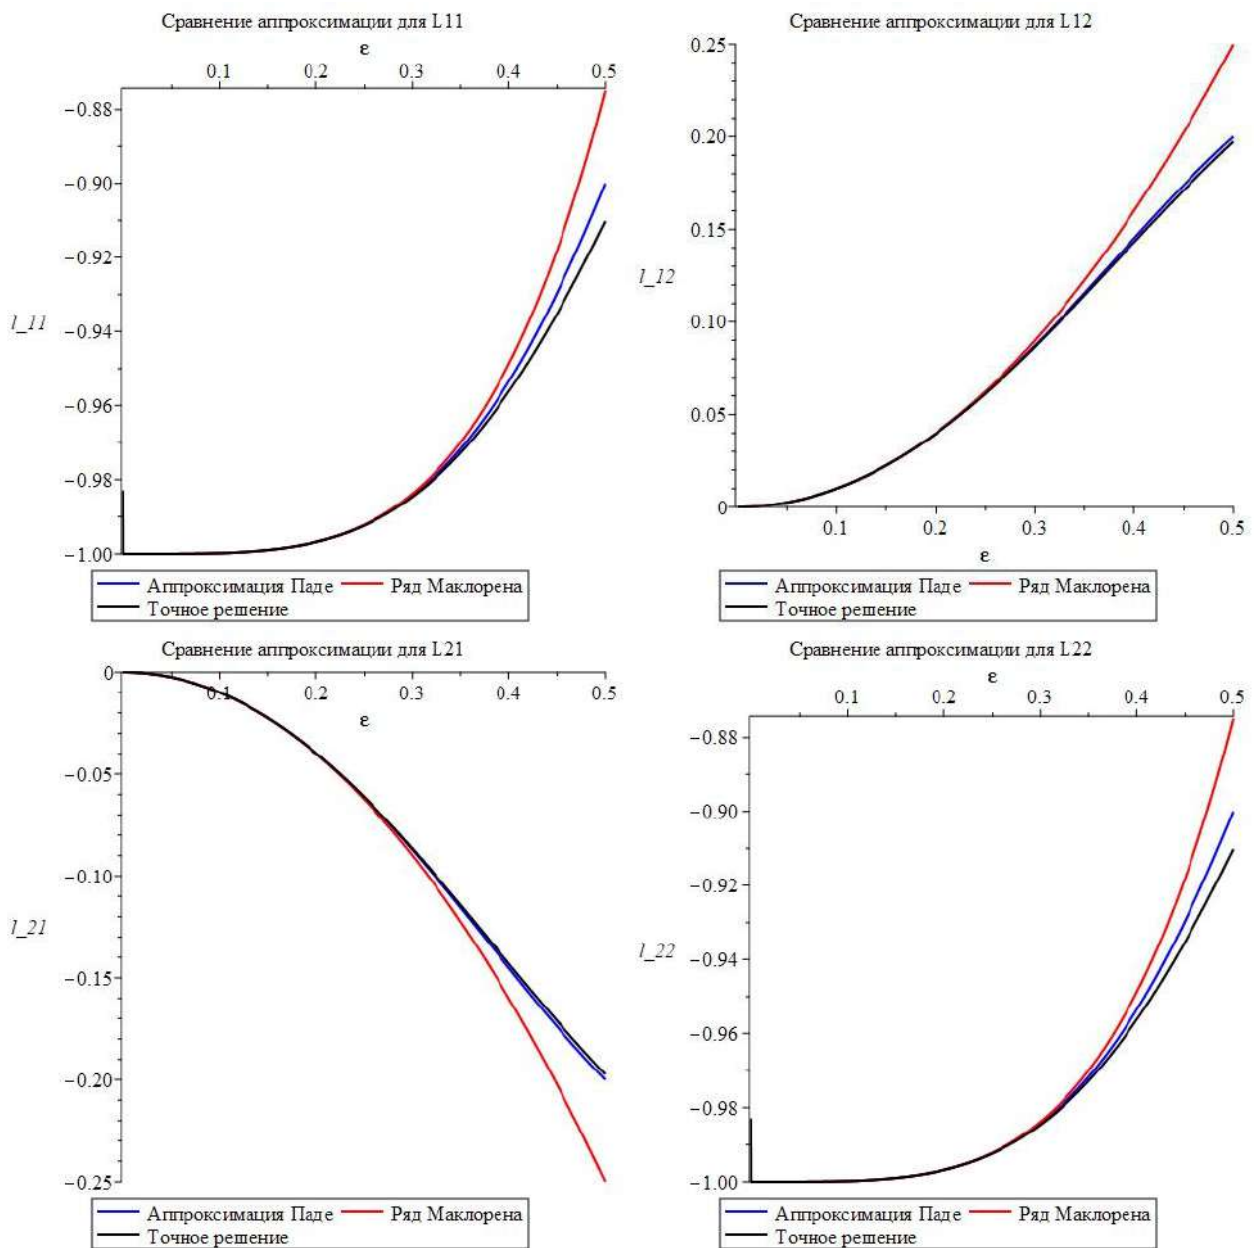 Сравнение аппроксимации для L11
ε
0.1 0.2 0.3 0.4 0.5
−0.88
−0.90
−0.92
l_11
−0.94
−0.96
−0.98
−1.00
Аппроксимация Паде Ряд Маклорена
Точное решение
Сравнение аппроксимации для L12
0.25
0.20
l_12
0.15
0.10
0.05
0
0.1 0.2 0.3 0.4 0.5
ε
Аппроксимация Паде Ряд Маклорена
Точное решение
Сравнение аппроксимации для L21
0
0.1 0.2 0.3 0.4 0.5
ε
−0.05
−0.10
l_21
−0.15
−0.20
−0.25
Аппроксимация Паде Ряд Маклорена
Точное решение
Сравнение аппроксимации для L22
ε
0.1 0.2 0.3 0.4 0.5
−0.88
−0.90
−0.92
l_22
−0.94
−0.96
−0.98
−1.00
Аппроксимация Паде Ряд Маклорена
Точное решение